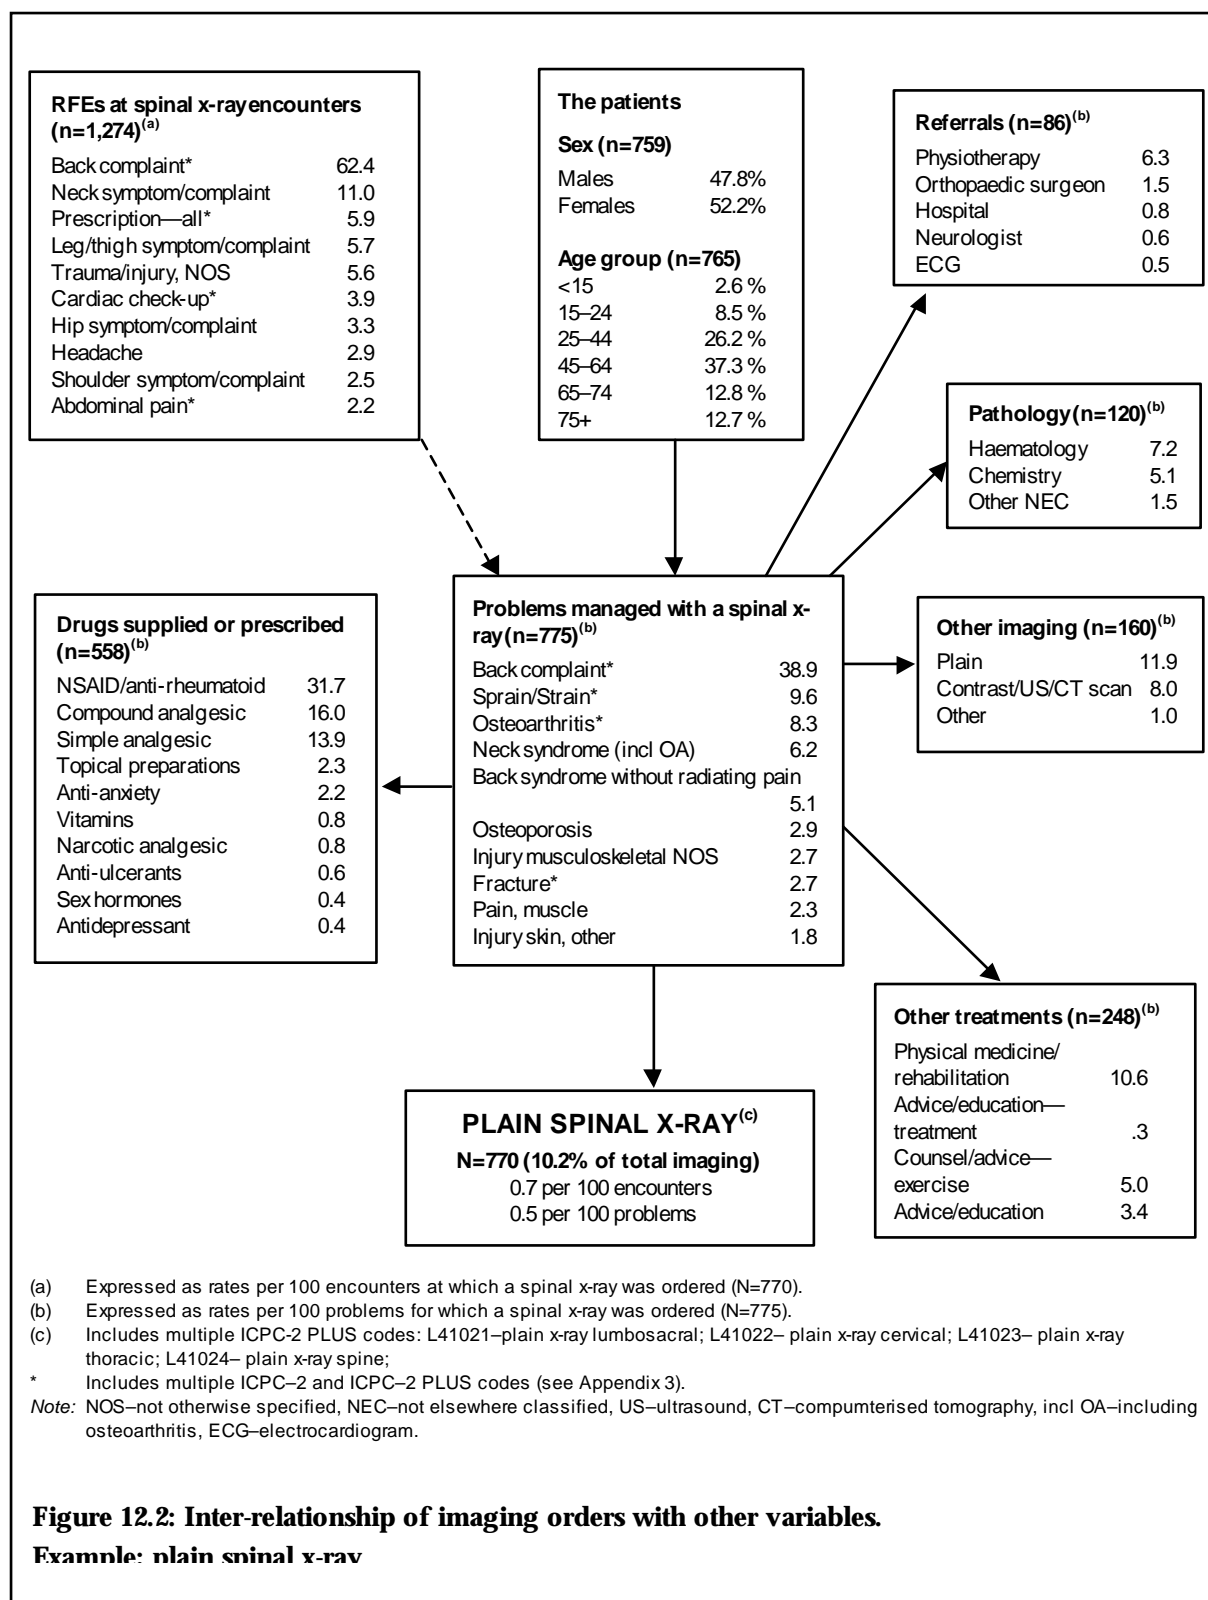 RFEs at spinal x-rayencounters
(n=1,274)(a)
Back complaint* 62.4
Neck symptom/complaint 11.0
Prescription—all* 5.9
Leg/thigh symptom/complaint 5.7
Trauma/injury, NOS 5.6
Cardiac check-up* 3.9
Hip symptom/complaint 3.3
Headache 2.9
Shoulder symptom/complaint 2.5
Abdominal pain* 2.2
The patients
Sex (n=759)
Males 47.8%
Females 52.2%
Age group (n=765)
<15 2.6 %
15–24 8.5 %
25–44 26.2 %
45–64 37.3 %
65–74 12.8 %
75+ 12.7 %
Referrals (n=86)(b)
Physiotherapy 6.3
Orthopaedic surgeon 1.5
Hospital 0.8
Neurologist 0.6
ECG 0.5
Pathology (n=120)(b)
Haematology 7.2
Chemistry 5.1
Other NEC 1.5
Drugs supplied or prescribed
(n=558)(b)
NSAID/anti-rheumatoid 31.7
Compound analgesic 16.0
Simple analgesic 13.9
Topical preparations 2.3
Anti-anxiety 2.2
Vitamins 0.8
Narcotic analgesic 0.8
Anti-ulcerants 0.6
Sex hormones 0.4
Antidepressant 0.4
Problems managed with a spinal x-
ray (n=775)(b)
Back complaint* 38.9
Sprain/Strain* 9.6
Osteoarthritis* 8.3
Neck syndrome (incl OA) 6.2
Back syndrome without radiating pain
5.1
Osteoporosis 2.9
Injury musculoskeletal NOS 2.7
Fracture* 2.7
Pain, muscle 2.3
Injury skin, other 1.8
Other imaging (n=160)(b)
Plain 11.9
Contrast/US/CT scan 8.0
Other 1.0
Other treatments (n=248)(b)
Physical medicine/
rehabilitation 10.6
Advice/education—
treatment .3
Counsel/advice—
exercise 5.0
Advice/education 3.4
PLAIN SPINAL X-RAY(c)
N=770 (10.2% of total imaging)
0.7 per 100 encounters
0.5 per 100 problems
(a) Expressed as rates per 100 encounters at which a spinal x-ray was ordered (N=770).
(b) Expressed as rates per 100 problems for which a spinal x-ray was ordered (N=775).
(c) Includes multiple ICPC-2 PLUS codes: L41021–plain x-ray lumbosacral; L41022– plain x-ray cervical; L41023– plain x-ray
thoracic; L41024– plain x-ray spine;
* Includes multiple ICPC–2 and ICPC–2 PLUS codes (see Appendix 3).
Note: NOS–not otherwise specified, NEC–not elsewhere classified, US–ultrasound, CT–compumterised tomography, incl OA–including
osteoarthritis, ECG–electrocardiogram.
Figure 12.2: Inter-relationship of imaging orders with other variables.
Example: plain spinal x-ray